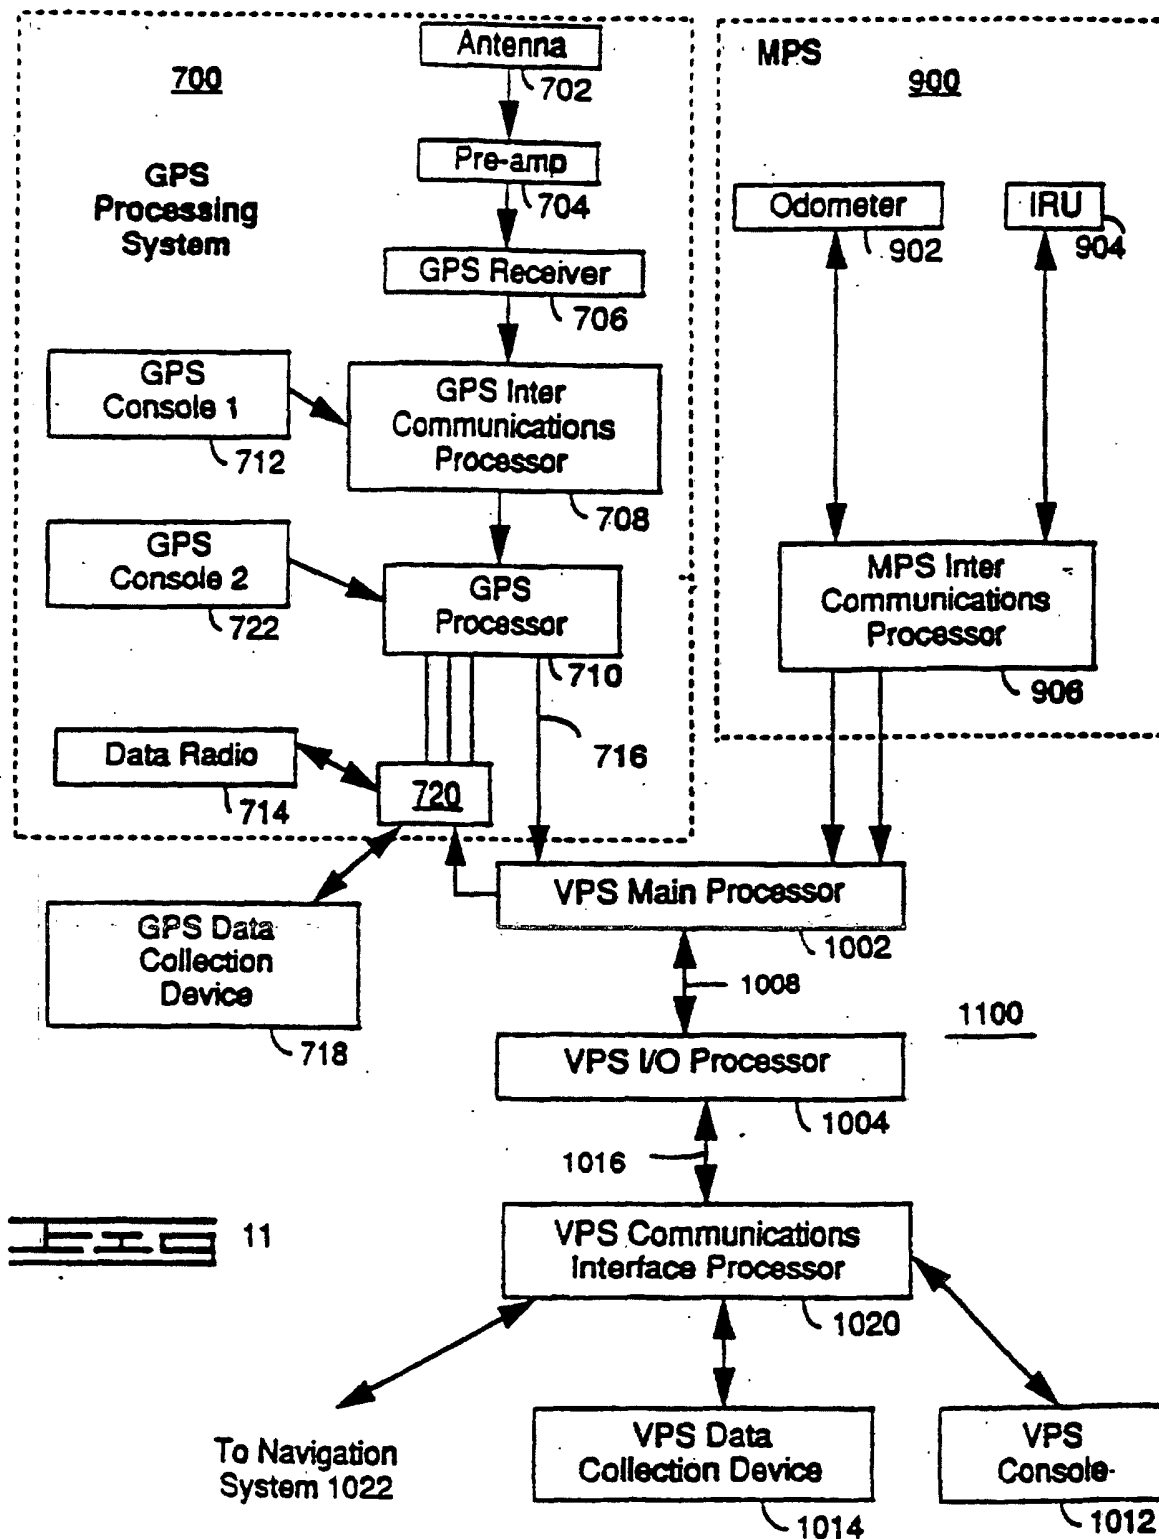 Antenna
702
700
MPS
900
Pre-amp
704
GPS
Processing
System
Odometer
902
IRU
904
GPS Receiver
706
GPS
Console 1
712
GPS Inter
Communications
Processor
708
GPS
Console 2
722
GPS
Processor
710
MPS Inter
Communications
Processor
906
716
Data Radio
714
720
VPS Main Processor
1002
GPS Data
Collection
Device
718
1008
1100
VPS I/O Processor
1004
1016
11
VPS Communications
Interface Processor
1020
To Navigation
System 1022
VPS Data
Collection Device
1014
VPS
Console
1012